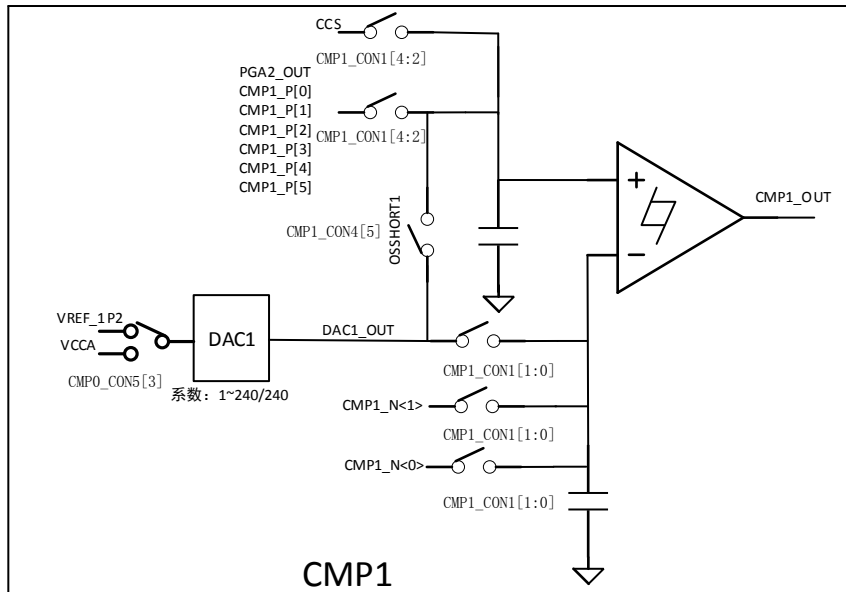 CCS
CMP1_CON1[4:2]
PGA2_OUT
CMP1_P[0]
CMP1_P[1]
CMP1_P[2]
CMP1_P[3]
CMP1_P[4]
CMP1_P[5]
CMP1_CON1[4:2]
CMP1_OUT
CMP1_CON4[5]
OSSHORT1
VREF_1P2
VCCA
DAC1
DAC1_OUT
CMP0_CON5[3]
系数：1~240/240
CMP1_CON1[1:0]
CMP1_N<1>
CMP1_CON1[1:0]
CMP1_N<0>
CMP1_CON1[1:0]
CMP1